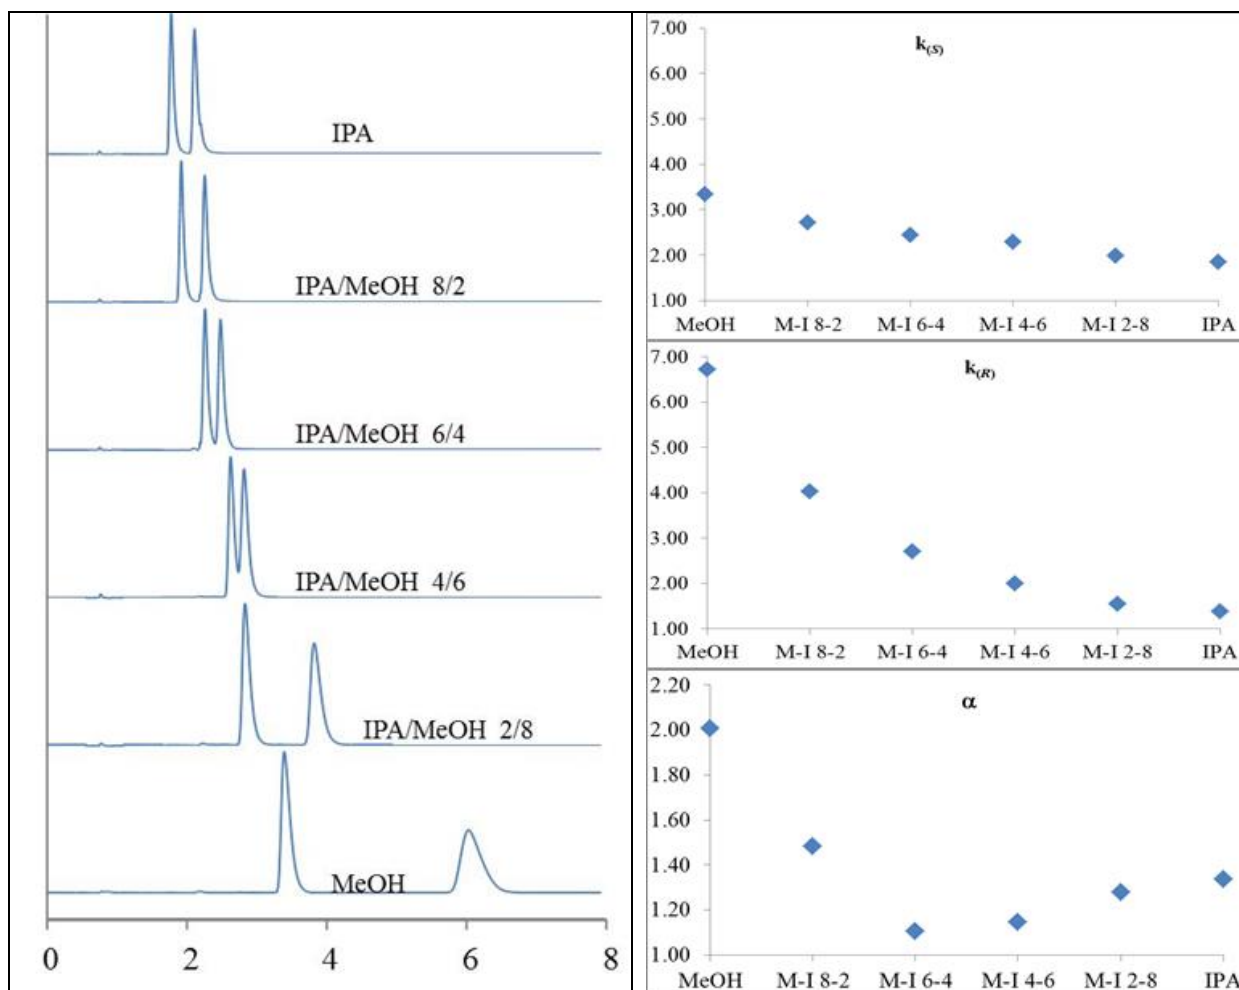 IPA
IPA/MeOH 8/2
IPA/MeOH 6/4
IPA/MeOH 4/6
IPA/MeOH 2/8
MeOH
0 2 4 6 8
k(S)
7.00
6.00
5.00
4.00
3.00
2.00
1.00
MeOH M-I 8-2 M-I 6-4 M-I 4-6 M-I 2-8 IPA
k(R)
7.00
6.00
5.00
4.00
3.00
2.00
1.00
MeOH M-I 8-2 M-I 6-4 M-I 4-6 M-I 2-8 IPA
α
2.20
2.00
1.80
1.60
1.40
1.20
1.00
MeOH M-I 8-2 M-I 6-4 M-I 4-6 M-I 2-8 IPA